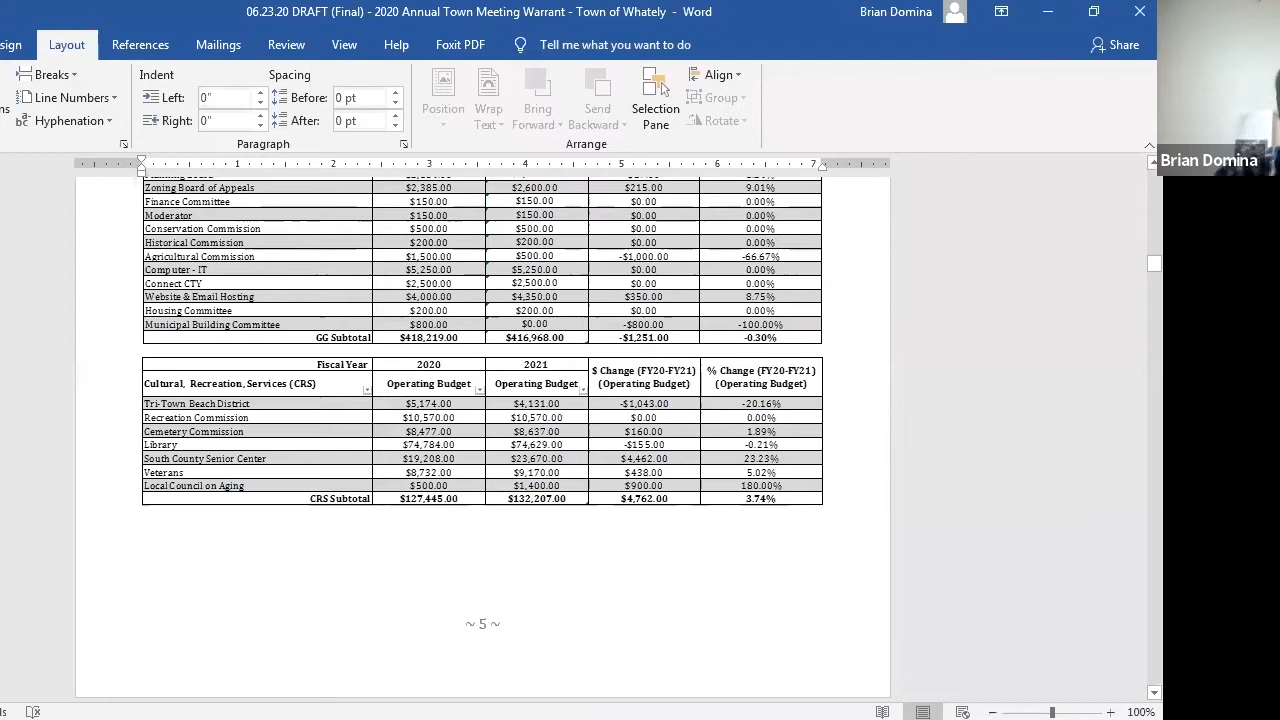 06.23.20 DRAFT (Final) - 2020 Annual Town Meeting Warrant - Town of Whately - Word
Brian Domina
sign Layout References Mailings Review View Help Foxit PDF Tell me what you want to do Share
Breaks
Line Numbers
Hyphenation
Indent Spacing
Left: 0" Before: 0 pt
Right: 0" After: 0 pt
Paragraph
Position
Wrap Text
Bring Forward
Send Backward
Selection Pane
Align
Group
Rotate
Arrange
Brian Domina
1 2 3 4 5 6 7
Zoning Board of Appeals $2,385.00 $2,600.00 $215.00 9.01%
Finance Committee $150.00 $150.00 $0.00 0.00%
Moderator $150.00 $150.00 $0.00 0.00%
Conservation Commission $500.00 $500.00 $0.00 0.00%
Historical Commission $200.00 $200.00 $0.00 0.00%
Agricultural Commission $1,500.00 $500.00 -$1,000.00 -66.67%
Computer - IT $5,250.00 $5,250.00 $0.00 0.00%
Connect CTY $2,500.00 $2,500.00 $0.00 0.00%
Website & Email Hosting $4,000.00 $4,350.00 $350.00 8.75%
Housing Committee $200.00 $200.00 $0.00 0.00%
Municipal Building Committee $800.00 $0.00 -$800.00 -100.00%
GG Subtotal $418,219.00 $416,968.00 -$1,251.00 -0.30%
Fiscal Year 2020 2021 $ Change (FY20-FY21) % Change (FY20-FY21)
Cultural, Recreation, Services (CRS) Operating Budget Operating Budget (Operating Budget) (Operating Budget)
Tri-Town Beach District $5,174.00 $4,131.00 -$1,043.00 -20.16%
Recreation Commission $10,570.00 $10,570.00 $0.00 0.00%
Cemetery Commission $8,477.00 $8,637.00 $160.00 1.89%
Library $74,784.00 $74,629.00 -$155.00 -0.21%
South County Senior Center $19,208.00 $23,670.00 $4,462.00 23.23%
Veterans $8,732.00 $9,170.00 $438.00 5.02%
Local Council on Aging $500.00 $1,400.00 $900.00 180.00%
CRS Subtotal $127,445.00 $132,207.00 $4,762.00 3.74%
~ 5 ~
100%